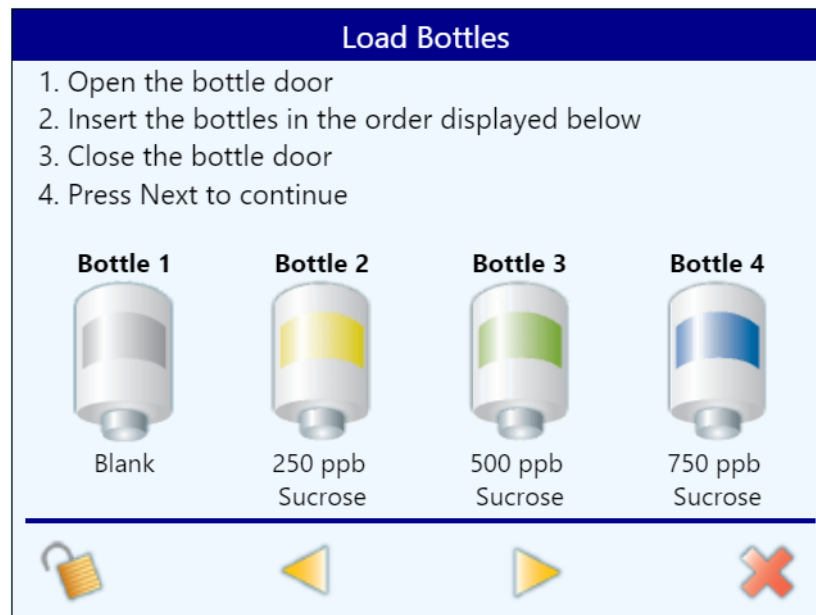 Load Bottles
1. Open the bottle door
2. Insert the bottles in the order displayed below
3. Close the bottle door
4. Press Next to continue
Bottle 1 Bottle 2 Bottle 3 Bottle 4
Blank 250 ppb 500 ppb 750 ppb
Sucrose Sucrose Sucrose